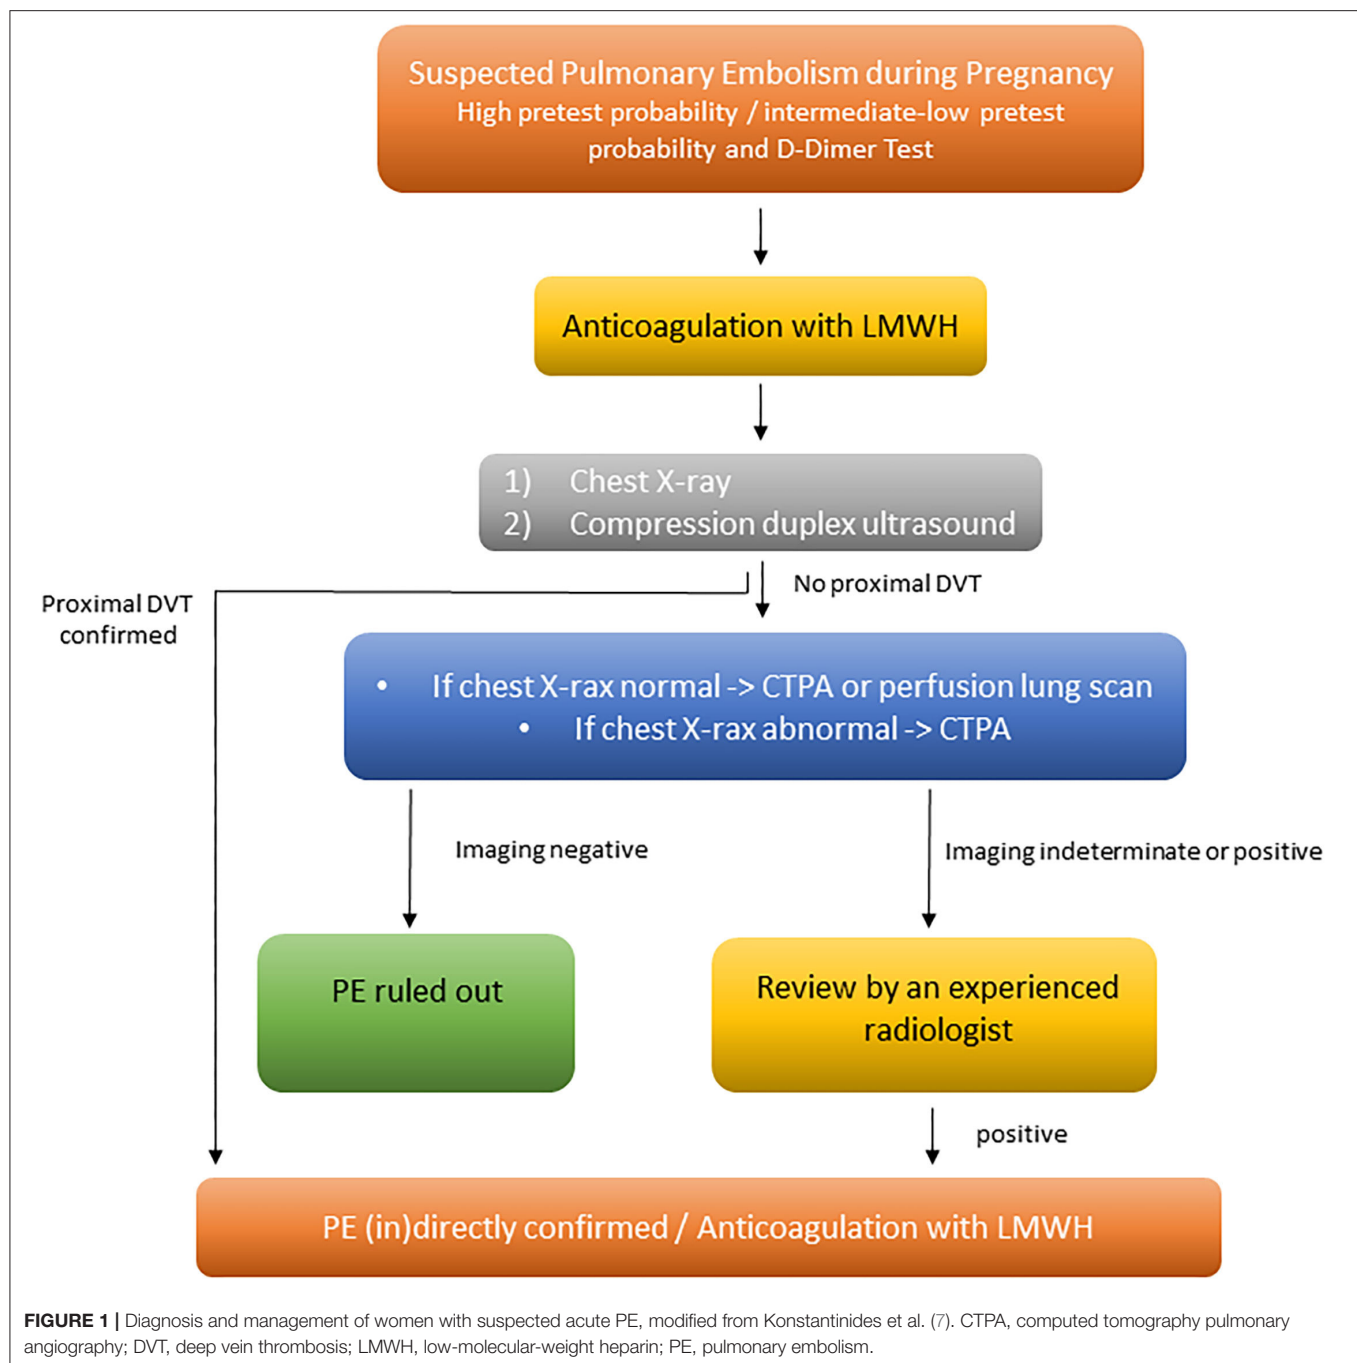 Suspected Pulmonary Embolism during Pregnancy
High pretest probability / intermediate-low pretest
probability and D-Dimer Test
Anticoagulation with LMWH
1) Chest X-ray
2) Compression duplex ultrasound
No proximal DVT
Proximal DVT
confirmed
• If chest X-rax normal -> CTPA or perfusion lung scan
• If chest X-rax abnormal -> CTPA
Imaging negative
Imaging indeterminate or positive
PE ruled out
Review by an experienced
radiologist
positive
PE (in)directly confirmed / Anticoagulation with LMWH
FIGURE 1 | Diagnosis and management of women with suspected acute PE, modified from Konstantinides et al. (7). CTPA, computed tomography pulmonary
angiography; DVT, deep vein thrombosis; LMWH, low-molecular-weight heparin; PE, pulmonary embolism.